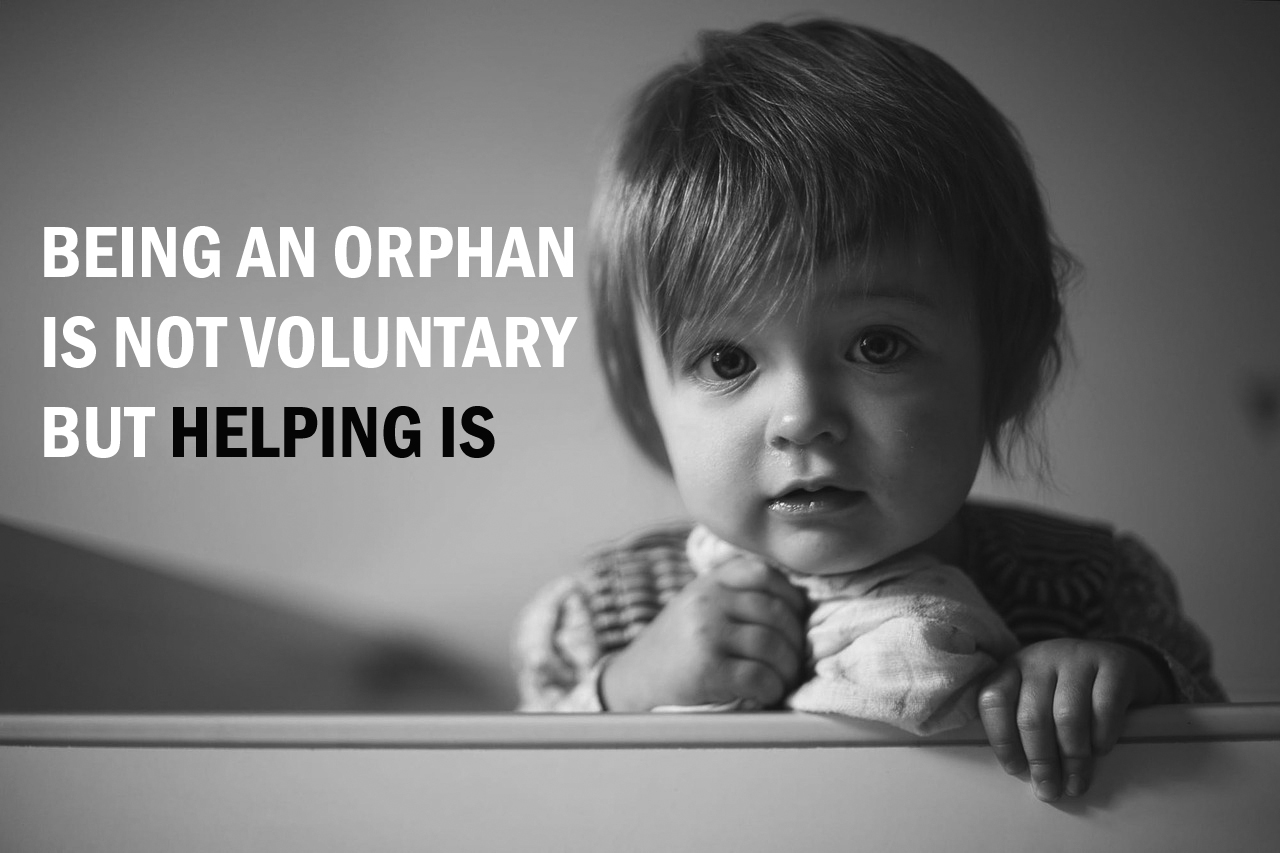 BEING AN ORPHAN
IS NOT VOLUNTARY
BUT HELPING IS